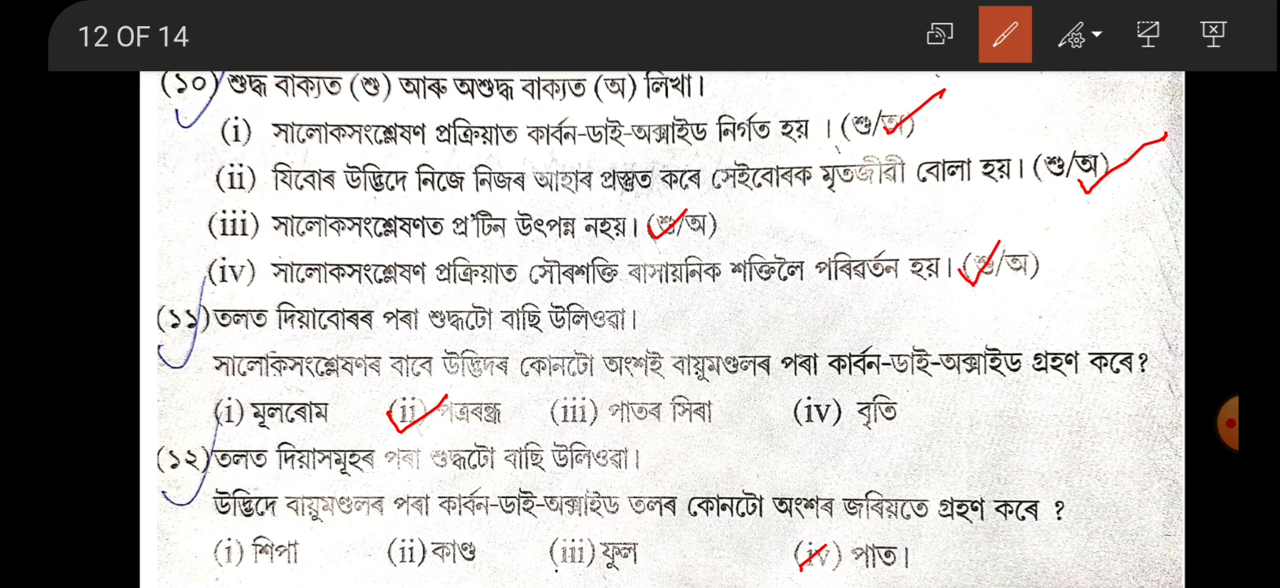 12 OF 14
(১০) শুদ্ধ বাক্যত (শু) আৰু অশুদ্ধ বাক্যত (অ) লিখা।
(i) সালোকসংশ্লেষণ প্ৰক্ৰিয়াত কাৰ্বন-ডাই-অক্সাইড নিৰ্গত হয় । (শু/অ)
(ii) যিবোৰ উদ্ভিদে নিজে নিজৰ আহাৰ প্ৰস্তুত কৰে সেইবোৰক মৃতজীৱী বোলা হয়। (শু/অ)
(iii) সালোকসংশ্লেষণত প্ৰ'টিন উৎপন্ন নহয়। (শু/অ)
(iv) সালোকসংশ্লেষণ প্ৰক্ৰিয়াত সৌৰশক্তি ৰাসায়নিক শক্তিলৈ পৰিৱৰ্তন হয়। (শু/অ)
(১১) তলত দিয়াবোৰৰ পৰা শুদ্ধটো বাছি উলিওৱা।
সালোকসংশ্লেষণৰ বাবে উদ্ভিদৰ কোনটো অংশই বায়ুমণ্ডলৰ পৰা কাৰ্বন-ডাই-অক্সাইড গ্ৰহণ কৰে?
(i) মূলৰোম (ii) পত্ৰৰন্ধ্ৰ (iii) পাতৰ সিৰা (iv) বৃতি
(১২) তলত দিয়াসমূহৰ পৰা শুদ্ধটো বাছি উলিওৱা।
উদ্ভিদে বায়ুমণ্ডলৰ পৰা কাৰ্বন-ডাই-অক্সাইড তলৰ কোনটো অংশৰ জৰিয়তে গ্ৰহণ কৰে ?
(i) শিপা (ii) কাণ্ড (iii) ফুল (iv) পাত।